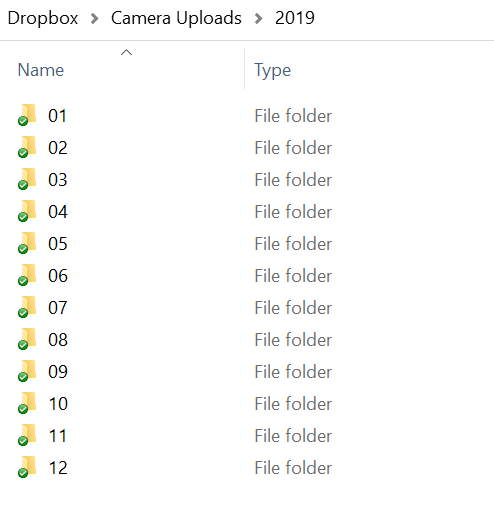 Dropbox > Camera Uploads > 2019
Name Type
01 File folder
02 File folder
03 File folder
04 File folder
05 File folder
06 File folder
07 File folder
08 File folder
09 File folder
10 File folder
11 File folder
12 File folder